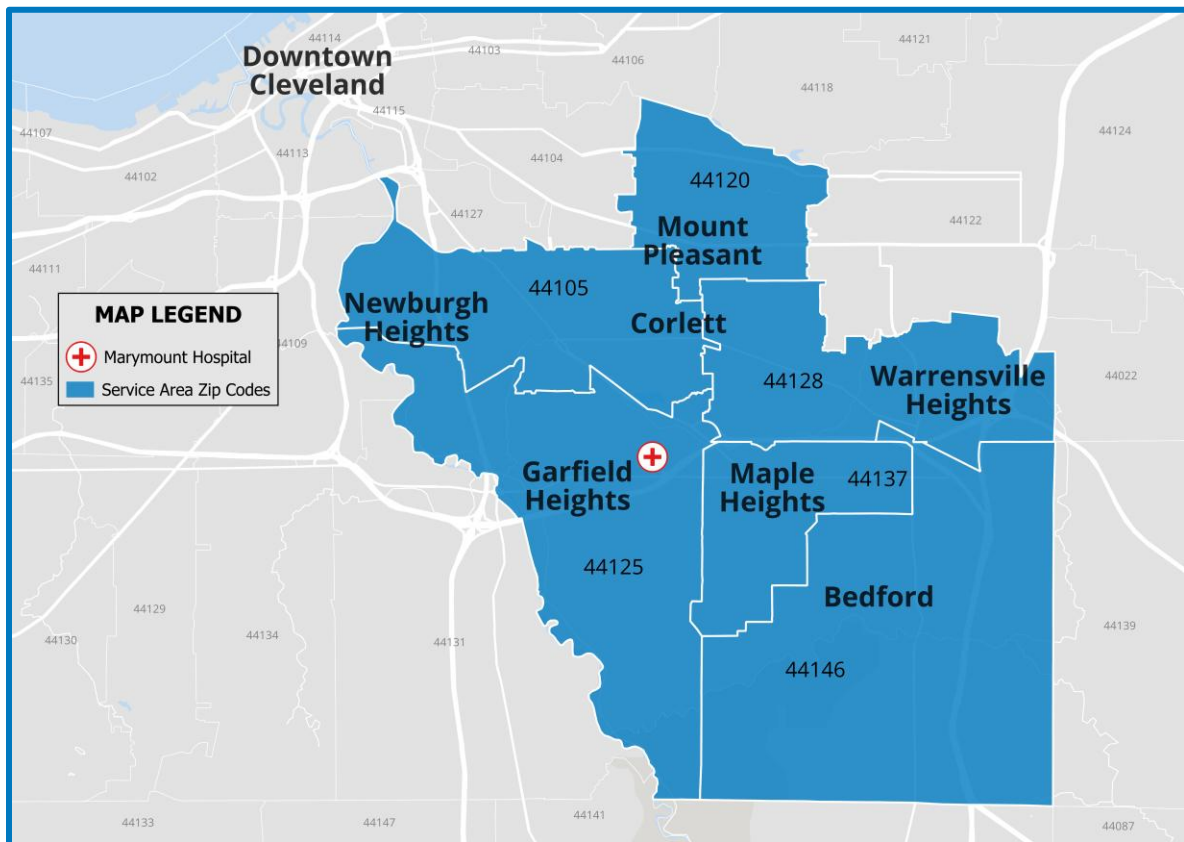 44114
Downtown
Cleveland
44103
44121
44106
44118
44115
44107
44124
44113
44104
44102
44120
44127
44122
Mount
Pleasant
44111
44105
Newburgh
Heights
Corlett
MAP LEGEND
Marymount Hospital
Service Area Zip Codes
44109
44135
44128
Warrensville
Heights
44022
Garfield
Heights
Maple
Heights
44137
44125
Bedford
44129
44134
44130
44131
44139
44146
44133
44147
44141
44087